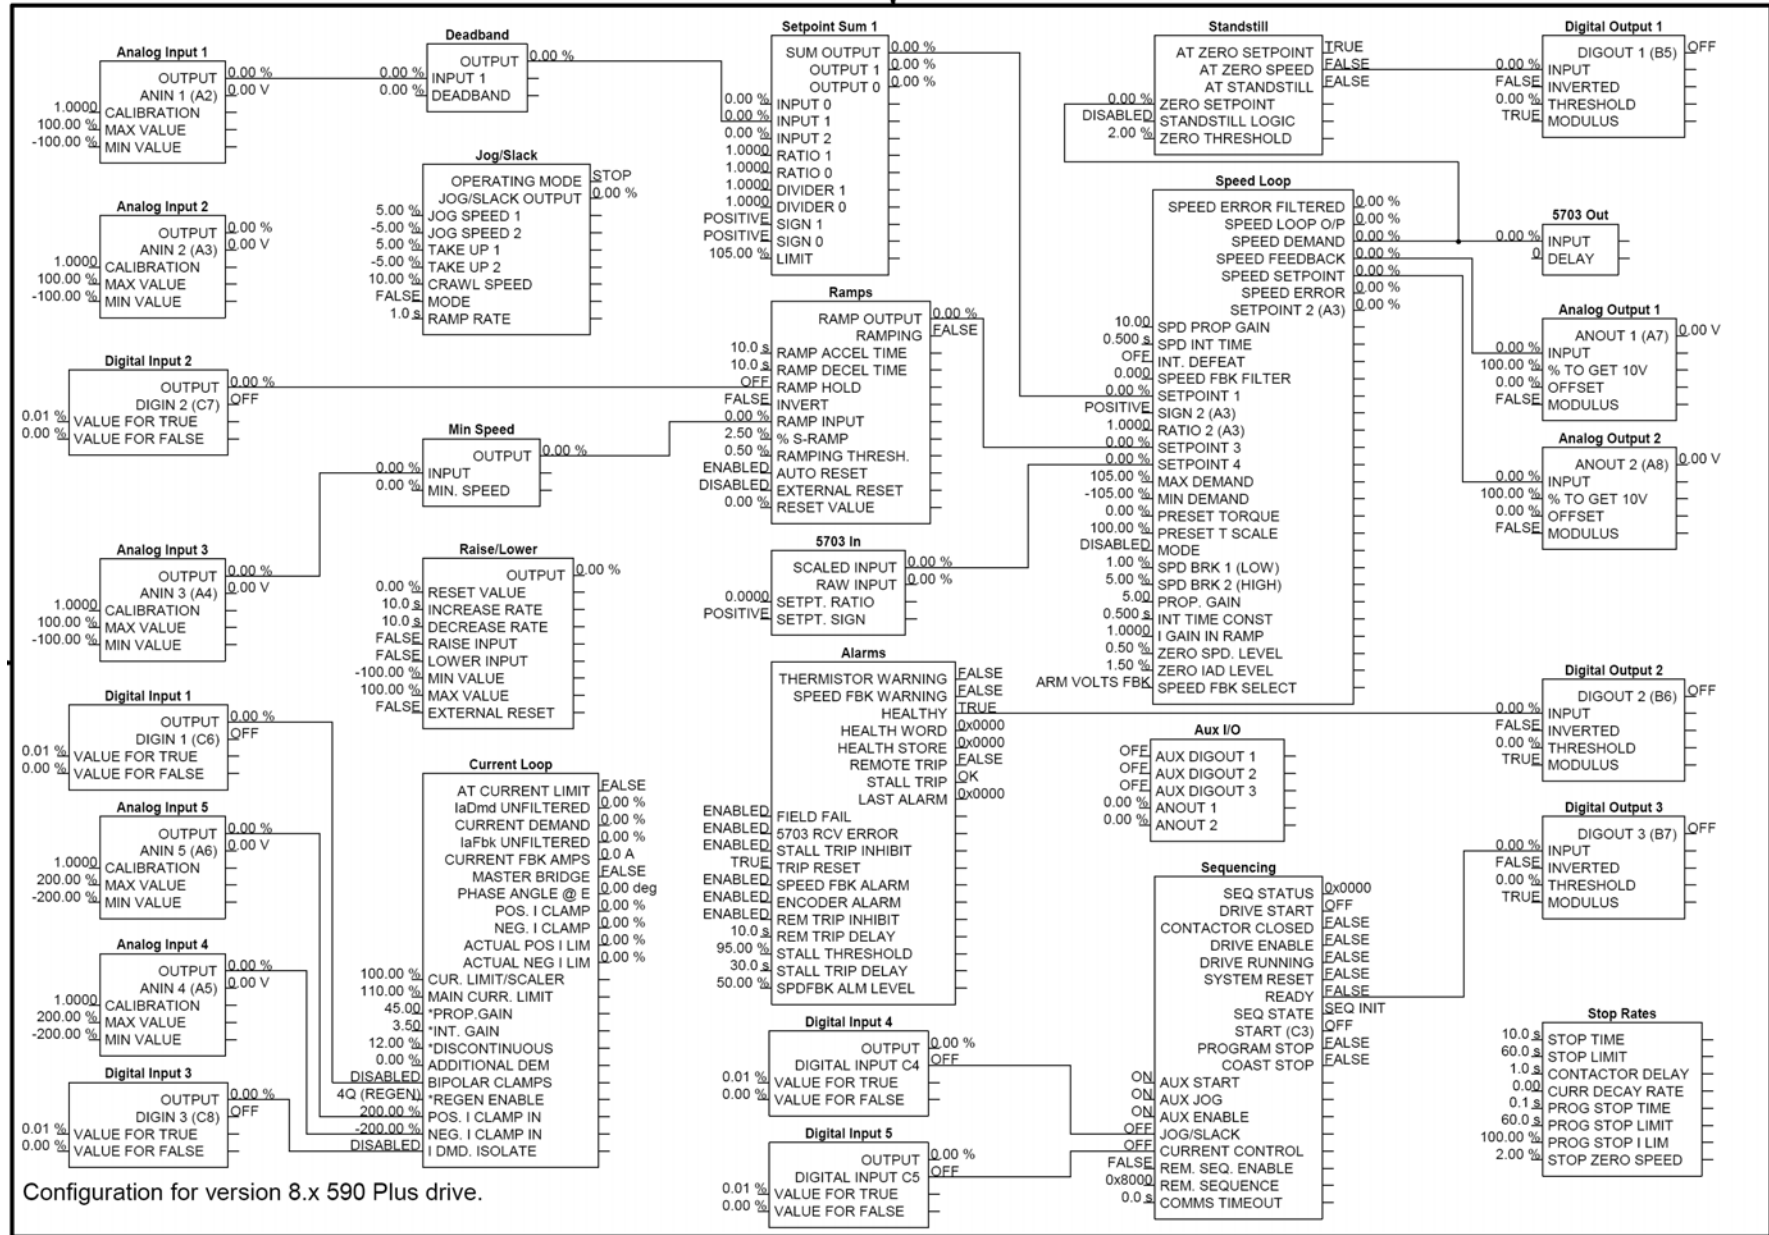 Analog Input 1
OUTPUT 0.00 %
ANIN 1 (A2) 0.00 V
1.0000 CALIBRATION
100.00 % MAX VALUE
-100.00 % MIN VALUE
Analog Input 2
OUTPUT 0.00 %
ANIN 2 (A3) 0.00 V
1.0000 CALIBRATION
100.00 % MAX VALUE
-100.00 % MIN VALUE
Digital Input 2
OUTPUT 0.00 %
DIGIN 2 (C7) OFF
0.01 % VALUE FOR TRUE
0.00 % VALUE FOR FALSE
Analog Input 3
OUTPUT 0.00 %
ANIN 3 (A4) 0.00 V
1.0000 CALIBRATION
100.00 % MAX VALUE
-100.00 % MIN VALUE
Digital Input 1
OUTPUT 0.00 %
DIGIN 1 (C6) OFF
0.01 % VALUE FOR TRUE
0.00 % VALUE FOR FALSE
Analog Input 5
OUTPUT 0.00 %
ANIN 5 (A6) 0.00 V
1.0000 CALIBRATION
200.00 % MAX VALUE
-200.00 % MIN VALUE
Analog Input 4
OUTPUT 0.00 %
ANIN 4 (A5) 0.00 V
1.0000 CALIBRATION
200.00 % MAX VALUE
-200.00 % MIN VALUE
Digital Input 3
OUTPUT 0.00 %
DIGIN 3 (C8) OFF
0.01 % VALUE FOR TRUE
0.00 % VALUE FOR FALSE
Configuration for version 8.x 590 Plus drive.
Deadband
OUTPUT 0.00 %
0.00 % INPUT 1
0.00 % DEADBAND
Jog/Slack
OPERATING MODE STOP
JOG/SLACK OUTPUT 0.00 %
5.00 % JOG SPEED 1
-5.00 % JOG SPEED 2
5.00 % TAKE UP 1
-5.00 % TAKE UP 2
10.00 % CRAWL SPEED
FALSE MODE
1.0 s RAMP RATE
Min Speed
OUTPUT 0.00 %
0.00 % INPUT
0.00 % MIN. SPEED
Raise/Lower
OUTPUT 0.00 %
0.00 % RESET VALUE
10.0 s INCREASE RATE
10.0 s DECREASE RATE
FALSE RAISE INPUT
FALSE LOWER INPUT
-100.00 % MIN VALUE
100.00 % MAX VALUE
FALSE EXTERNAL RESET
Current Loop
AT CURRENT LIMIT FALSE
IaDmd UNFILTERED 0.00 %
CURRENT DEMAND 0.00 %
IaFbk UNFILTERED 0.00 %
CURRENT FBK AMPS 0.0 A
MASTER BRIDGE FALSE
PHASE ANGLE @ E 0.00 deg
POS. I CLAMP 0.00 %
NEG. I CLAMP 0.00 %
ACTUAL POS I LIM 0.00 %
ACTUAL NEG I LIM 0.00 %
100.00 % CUR. LIMIT/SCALER
110.00 % MAIN CURR. LIMIT
45.00 *PROP.GAIN
3.50 *INT. GAIN
12.00 % *DISCONTINUOUS
0.00 % ADDITIONAL DEM
DISABLED BIPOLAR CLAMPS
4Q (REGEN) *REGEN ENABLE
200.00 % POS. I CLAMP IN
-200.00 % NEG. I CLAMP IN
DISABLED I DMD. ISOLATE
Setpoint Sum 1
SUM OUTPUT 0.00 %
OUTPUT 1 0.00 %
OUTPUT 0 0.00 %
0.00 % INPUT 0
0.00 % INPUT 1
0.00 % INPUT 2
1.0000 RATIO 1
1.0000 RATIO 0
1.0000 DIVIDER 1
1.0000 DIVIDER 0
POSITIVE SIGN 1
POSITIVE SIGN 0
105.00 % LIMIT
Ramps
RAMP OUTPUT 0.00 %
RAMPING FALSE
10.0 s RAMP ACCEL TIME
10.0 s RAMP DECEL TIME
OFF RAMP HOLD
FALSE INVERT
0.00 % RAMP INPUT
2.50 % % S-RAMP
0.50 % RAMPING THRESH.
ENABLED AUTO RESET
DISABLED EXTERNAL RESET
0.00 % RESET VALUE
5703 In
SCALED INPUT 0.00 %
RAW INPUT 0.00 %
0.0000 SETPT. RATIO
POSITIVE SETPT. SIGN
Alarms
THERMISTOR WARNING FALSE
SPEED FBK WARNING FALSE
HEALTHY TRUE
HEALTH WORD 0x0000
HEALTH STORE 0x0000
REMOTE TRIP FALSE
STALL TRIP OK
LAST ALARM 0x0000
ENABLED FIELD FAIL
ENABLED 5703 RCV ERROR
ENABLED STALL TRIP INHIBIT
TRUE TRIP RESET
ENABLED SPEED FBK ALARM
ENABLED ENCODER ALARM
ENABLED REM TRIP INHIBIT
10.0 s REM TRIP DELAY
95.00 % STALL THRESHOLD
30.0 s STALL TRIP DELAY
50.00 % SPDFBK ALM LEVEL
Digital Input 4
OUTPUT 0.00 %
DIGITAL INPUT C4 OFF
0.01 % VALUE FOR TRUE
0.00 % VALUE FOR FALSE
Digital Input 5
OUTPUT 0.00 %
DIGITAL INPUT C5 OFF
0.01 % VALUE FOR TRUE
0.00 % VALUE FOR FALSE
Standstill
AT ZERO SETPOINT TRUE
AT ZERO SPEED FALSE
AT STANDSTILL FALSE
0.00 % ZERO SETPOINT
DISABLED STANDSTILL LOGIC
2.00 % ZERO THRESHOLD
Speed Loop
SPEED ERROR FILTERED 0.00 %
SPEED LOOP O/P 0.00 %
SPEED DEMAND 0.00 %
SPEED FEEDBACK 0.00 %
SPEED SETPOINT 0.00 %
SPEED ERROR 0.00 %
SETPOINT 2 (A3) 0.00 %
10.00 SPD PROP GAIN
0.500 s SPD INT TIME
OFF INT. DEFEAT
0.000 SPEED FBK FILTER
0.00 % SETPOINT 1
POSITIVE SIGN 2 (A3)
1.0000 RATIO 2 (A3)
0.00 % SETPOINT 3
0.00 % SETPOINT 4
105.00 % MAX DEMAND
-105.00 % MIN DEMAND
0.00 % PRESET TORQUE
100.00 % PRESET T SCALE
DISABLED MODE
1.00 % SPD BRK 1 (LOW)
5.00 % SPD BRK 2 (HIGH)
5.00 PROP. GAIN
0.500 s INT TIME CONST
1.0000 I GAIN IN RAMP
0.50 % ZERO SPD. LEVEL
1.50 % ZERO IAD LEVEL
ARM VOLTS FBK SPEED FBK SELECT
Aux I/O
OFF AUX DIGOUT 1
OFF AUX DIGOUT 2
OFF AUX DIGOUT 3
0.00 % ANOUT 1
0.00 % ANOUT 2
Sequencing
SEQ STATUS 0x0000
DRIVE START OFF
CONTACTOR CLOSED FALSE
DRIVE ENABLE FALSE
DRIVE RUNNING FALSE
SYSTEM RESET FALSE
READY FALSE
SEQ STATE SEQ INIT
START (C3) OFF
PROGRAM STOP FALSE
COAST STOP FALSE
ON AUX START
ON AUX JOG
ON AUX ENABLE
OFF JOG/SLACK
OFF CURRENT CONTROL
FALSE REM. SEQ. ENABLE
0x8000 REM. SEQUENCE
0.0 s COMMS TIMEOUT
Digital Output 1
DIGOUT 1 (B5) OFF
0.00 % INPUT
FALSE INVERTED
0.00 % THRESHOLD
TRUE MODULUS
5703 Out
0.00 % INPUT
0 DELAY
Analog Output 1
ANOUT 1 (A7) 0.00 V
0.00 % INPUT
100.00 % % TO GET 10V
0.00 % OFFSET
FALSE MODULUS
Analog Output 2
ANOUT 2 (A8) 0.00 V
0.00 % INPUT
100.00 % % TO GET 10V
0.00 % OFFSET
FALSE MODULUS
Digital Output 2
DIGOUT 2 (B6) OFF
0.00 % INPUT
FALSE INVERTED
0.00 % THRESHOLD
TRUE MODULUS
Digital Output 3
DIGOUT 3 (B7) OFF
0.00 % INPUT
FALSE INVERTED
0.00 % THRESHOLD
TRUE MODULUS
Stop Rates
10.0 s STOP TIME
60.0 s STOP LIMIT
1.0 s CONTACTOR DELAY
0.00 CURR DECAY RATE
0.1 s PROG STOP TIME
60.0 s PROG STOP LIMIT
100.00 % PROG STOP I LIM
2.00 % STOP ZERO SPEED